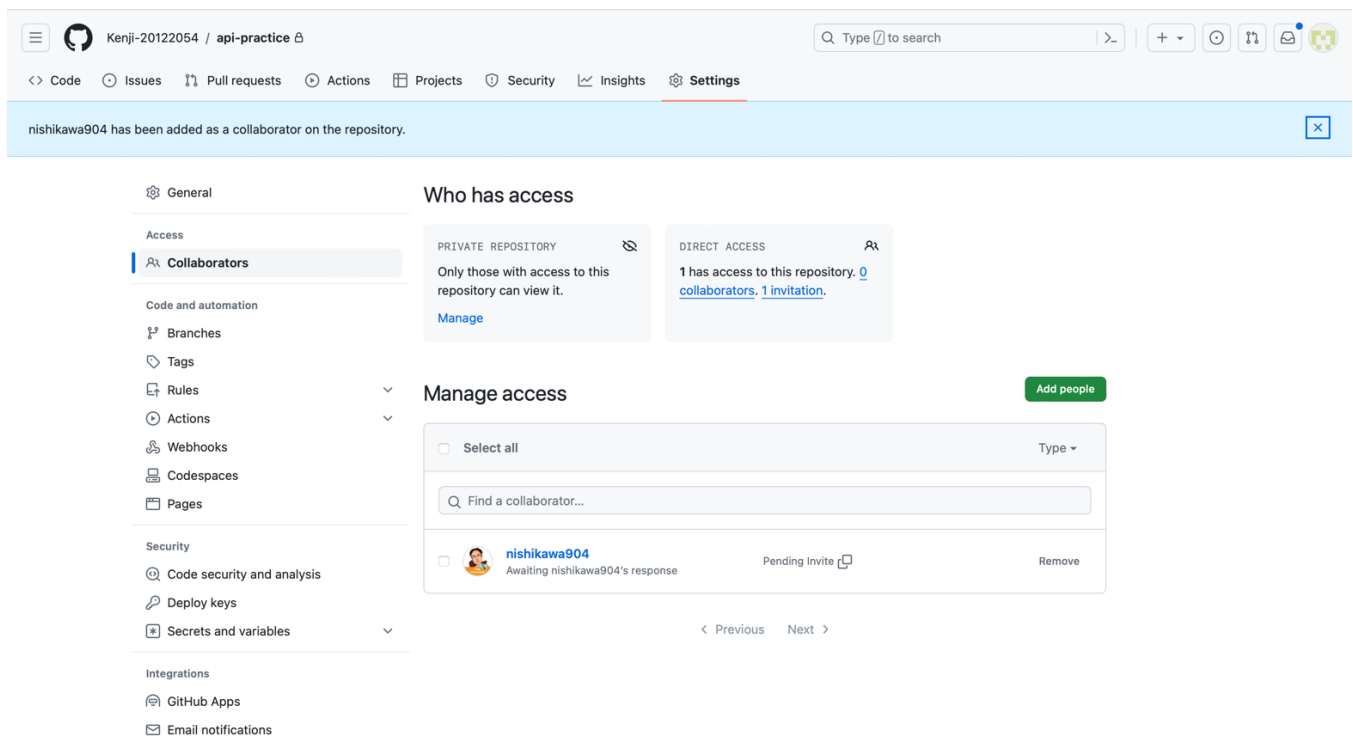 Kenji-20122054 / api-practice
Type / to search
Code Issues Pull requests Actions Projects Security Insights Settings
nishikawa904 has been added as a collaborator on the repository.
General
Access
Collaborators
Code and automation
Branches
Tags
Rules
Actions
Webhooks
Codespaces
Pages
Security
Code security and analysis
Deploy keys
Secrets and variables
Integrations
GitHub Apps
Email notifications
Who has access
PRIVATE REPOSITORY
Only those with access to this
repository can view it.
Manage
DIRECT ACCESS
1 has access to this repository. 0
collaborators. 1 invitation.
Manage access
Add people
Select all
Type
Find a collaborator...
nishikawa904
Awaiting nishikawa904's response
Pending Invite
Remove
Previous Next